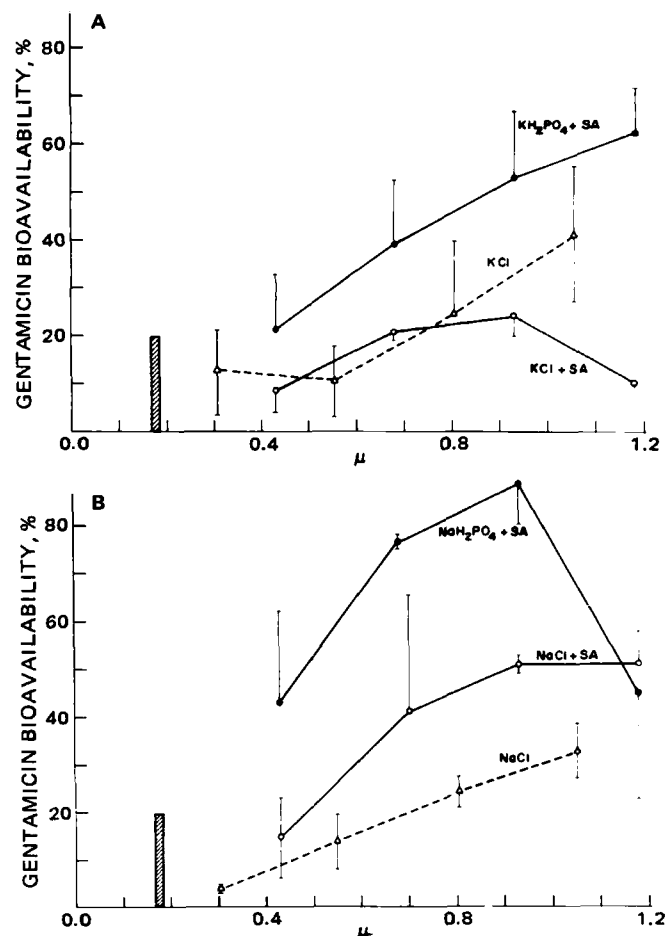 A
GENTAMICIN BIOAVAILABILITY, %
80
60
40
20
KH2PO4 + SA
KCl
KCl + SA
0.0 0.4 0.8 1.2
μ
B
GENTAMICIN BIOAVAILABILITY, %
80
60
40
20
NaH2PO4 + SA
NaCl + SA
NaCl
0.0 0.4 0.8 1.2
μ